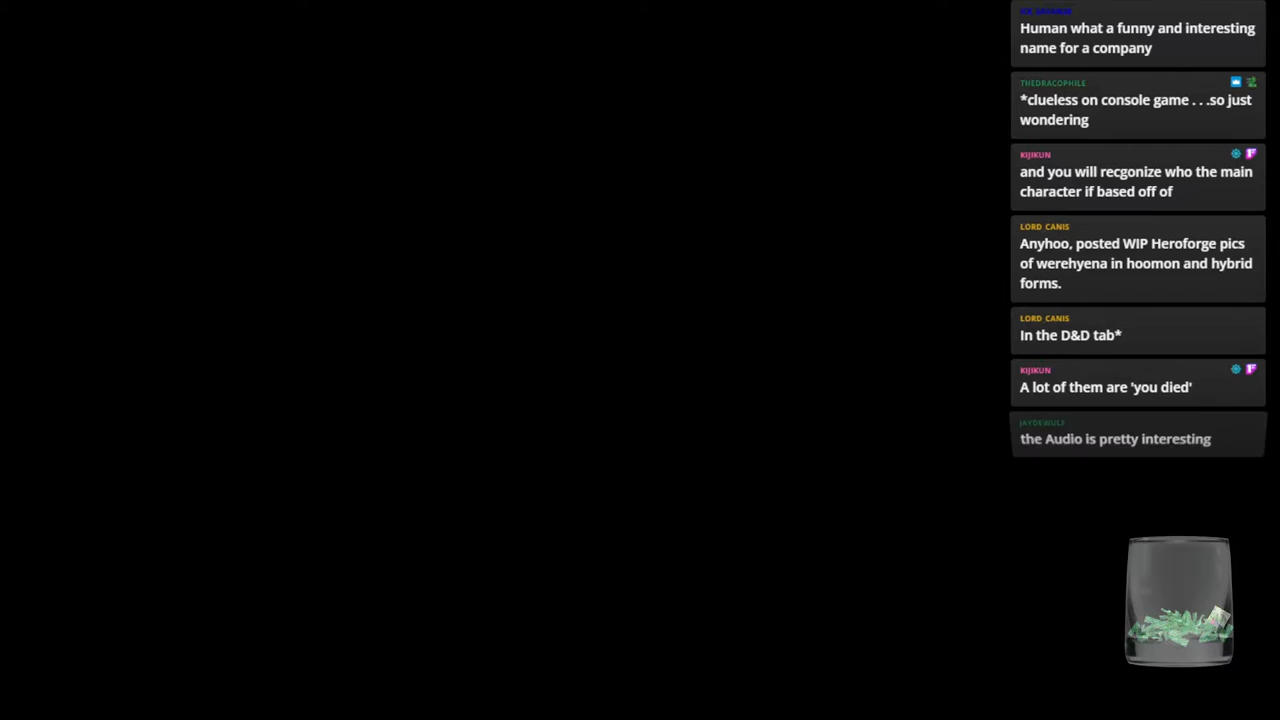 Human what a funny and interesting
name for a company
THEDRACOPHILE
*clueless on console game . . .so just
wondering
KIJIKUN
and you will recgonize who the main
character if based off of
LORD CANIS
Anyhoo, posted WIP Heroforge pics
of werehyena in hoomon and hybrid
forms.
LORD CANIS
In the D&D tab*
KIJIKUN
A lot of them are 'you died'
JAYDEWULF
the Audio is pretty interesting